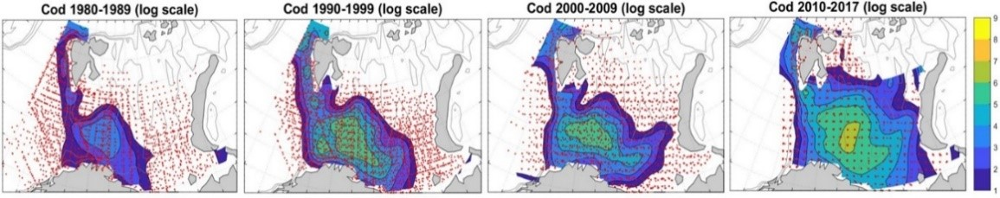 Cod 1980-1989 (log scale)
Cod 1990-1999 (log scale)
Cod 2000-2009 (log scale)
Cod 2010-2017 (log scale)
9
8
7
6
5
4
3
2
1